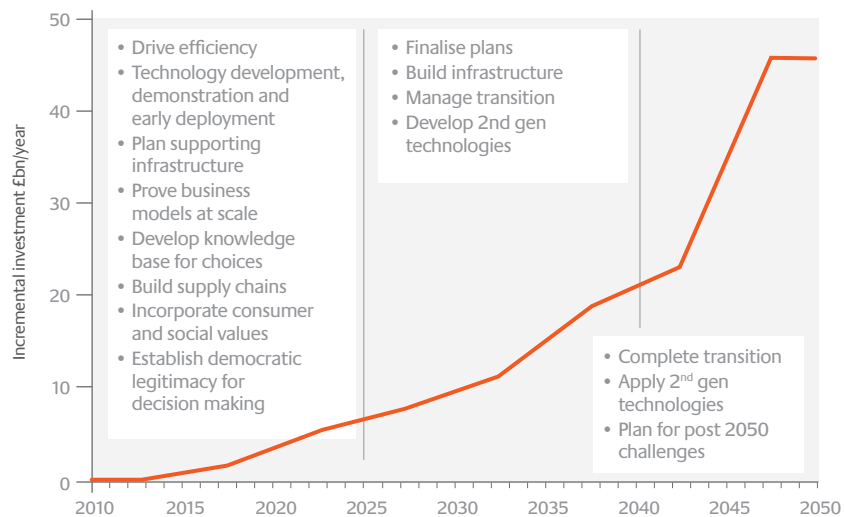 50
40
30
20
10
0
Incremental investment £bn/year
• Drive efficiency
• Technology development,
demonstration and
early deployment
• Plan supporting
infrastructure
• Prove business
models at scale
• Develop knowledge
base for choices
• Build supply chains
• Incorporate consumer
and social values
• Establish democratic
legitimacy for
decision making
• Finalise plans
• Build infrastructure
• Manage transition
• Develop 2nd gen
technologies
• Complete transition
• Apply 2nd gen
technologies
• Plan for post 2050
challenges
2010 2015 2020 2025 2030 2035 2040 2045 2050